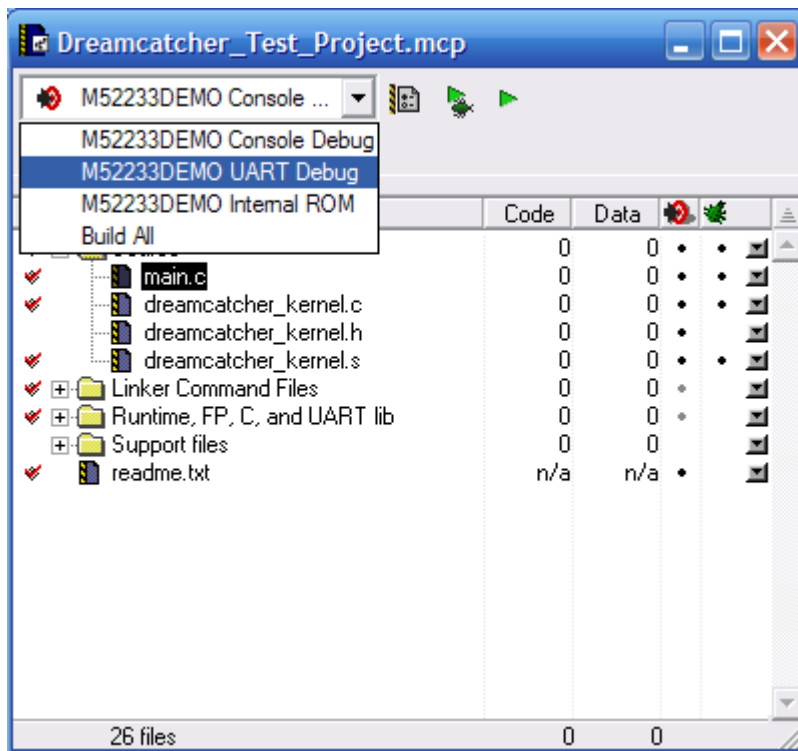 Dreamcatcher_Test_Project.mcp
M52233DEMO Console ...
M52233DEMO Console Debug
M52233DEMO UART Debug
M52233DEMO Internal ROM
Build All
Code Data
0 0
main.c 0 0
dreamcatcher_kernel.c 0 0
dreamcatcher_kernel.h 0 0
dreamcatcher_kernel.s 0 0
Linker Command Files 0 0
Runtime, FP, C, and UART lib 0 0
Support files 0 0
readme.txt n/a n/a
26 files 0 0